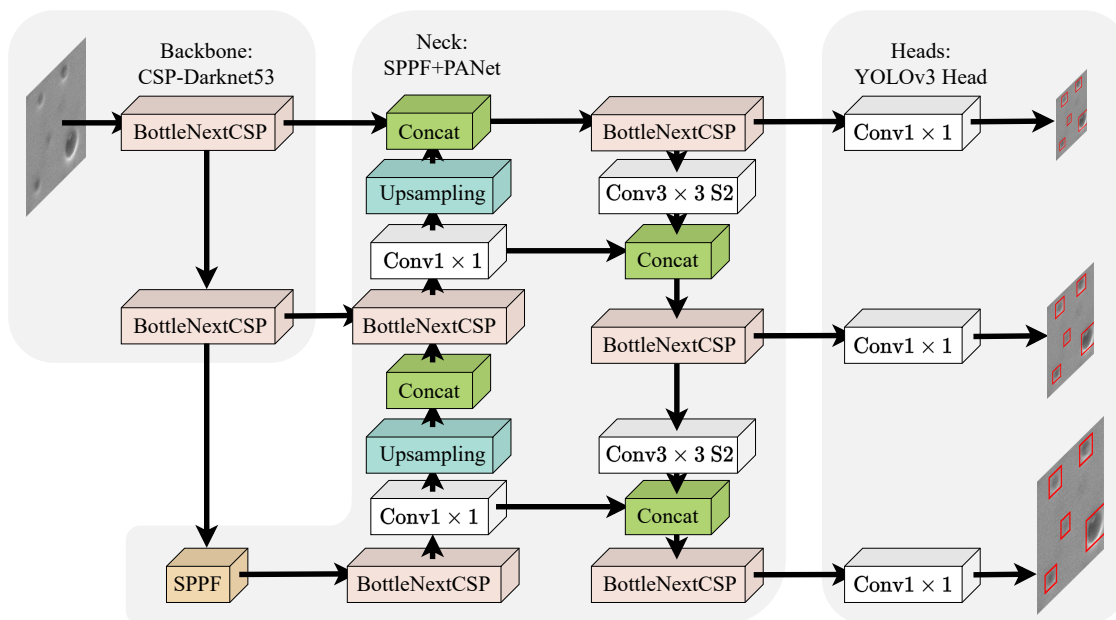 Backbone:
CSP-Darknet53
Neck:
SPPF+PANet
Heads:
YOLOv3 Head
BottleNextCSP
Concat
BottleNextCSP
Conv1 × 1
Upsampling
Conv3 × 3 S2
Conv1 × 1
Concat
BottleNextCSP
BottleNextCSP
BottleNextCSP
Conv1 × 1
Concat
Upsampling
Conv3 × 3 S2
Conv1 × 1
Concat
SPPF
BottleNextCSP
BottleNextCSP
Conv1 × 1